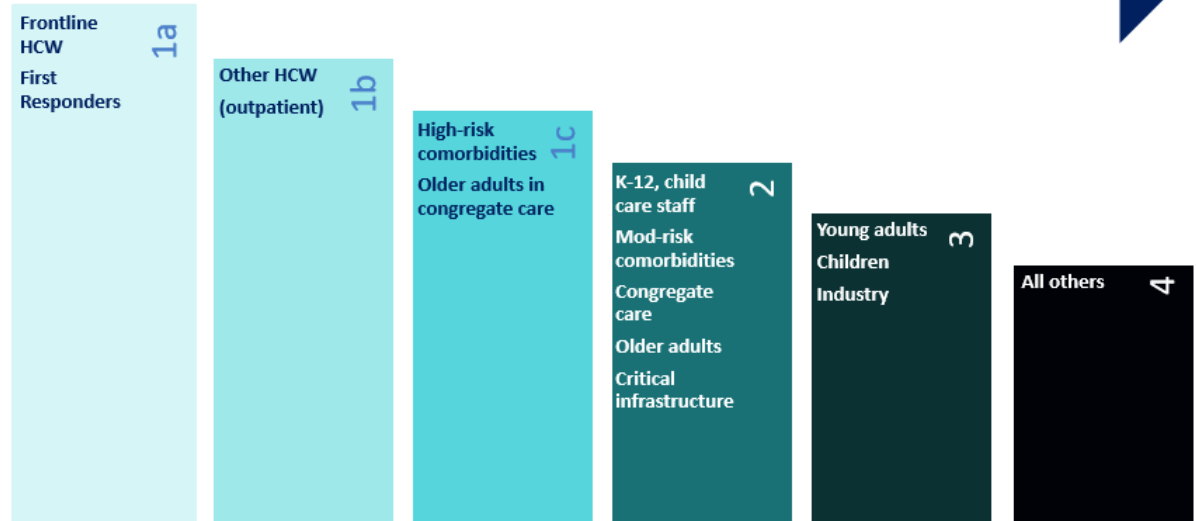 Frontline
HCW
First
Responders
1a
Other HCW
(outpatient)
1b
High-risk
comorbidities
Older adults in
congregate care
1c
K-12, child
care staff
Mod-risk
comorbidities
Congregate
care
Older adults
Critical
infrastructure
2
Young adults
Children
Industry
3
All others
4